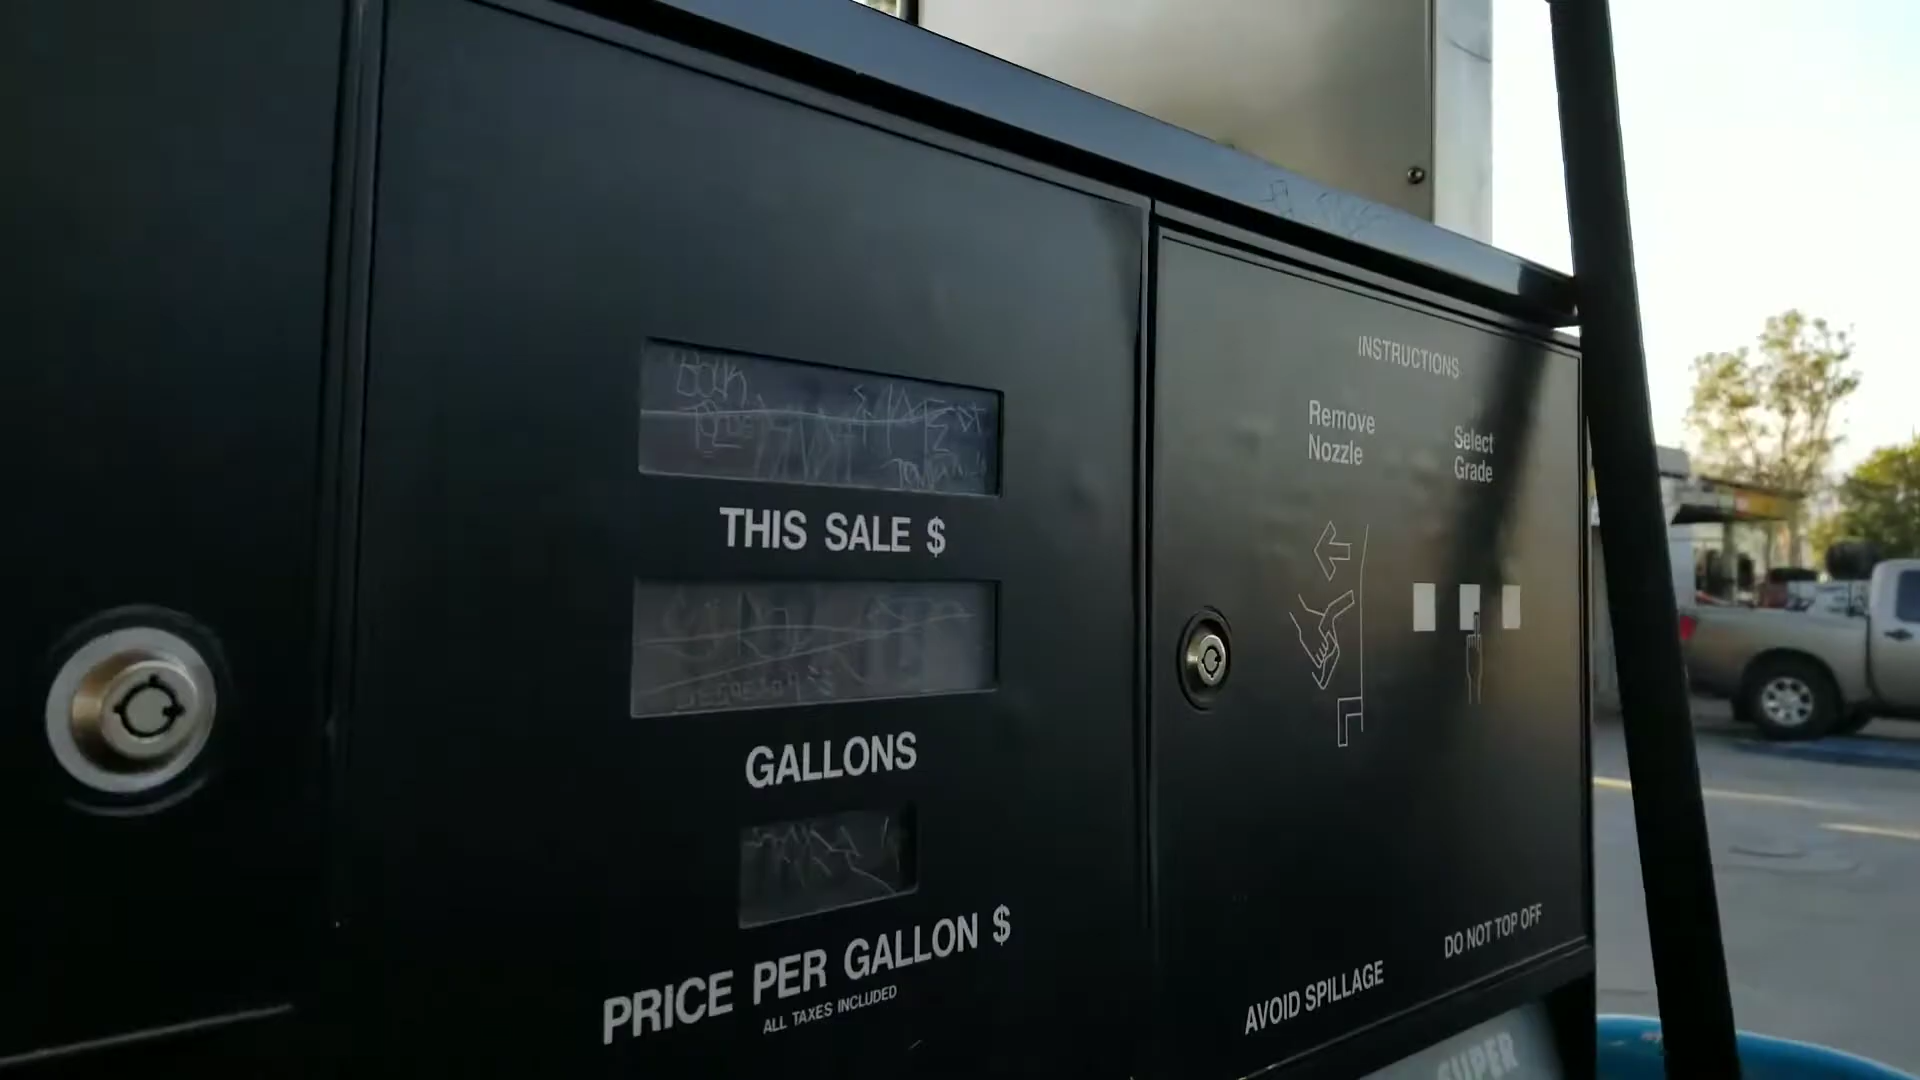 THIS SALE $
GALLONS
PRICE PER GALLON $
ALL TAXES INCLUDED
INSTRUCTIONS
Remove
Nozzle
Select
Grade
AVOID SPILLAGE
DO NOT TOP OFF
SUPER